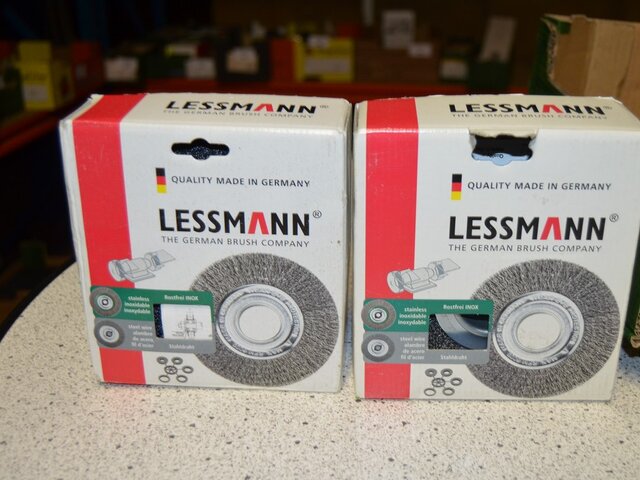 LESSMANN®
THE GERMAN BRUSH COMPANY
QUALITY MADE IN GERMANY
LESSMANN®
THE GERMAN BRUSH COMPANY
stainless
inoxidable
inoxydable
Rostfrei INOX
steel wire
alambre
de acero
fil d'acier
Stahldraht
LESSMANN®
THE GERMAN BRUSH COMPANY
QUALITY MADE IN GERMANY
LESSMANN®
THE GERMAN BRUSH COMPANY
stainless
inoxidable
inoxydable
Rostfrei INOX
steel wire
alambre
de acero
fil d'acier
Stahldraht